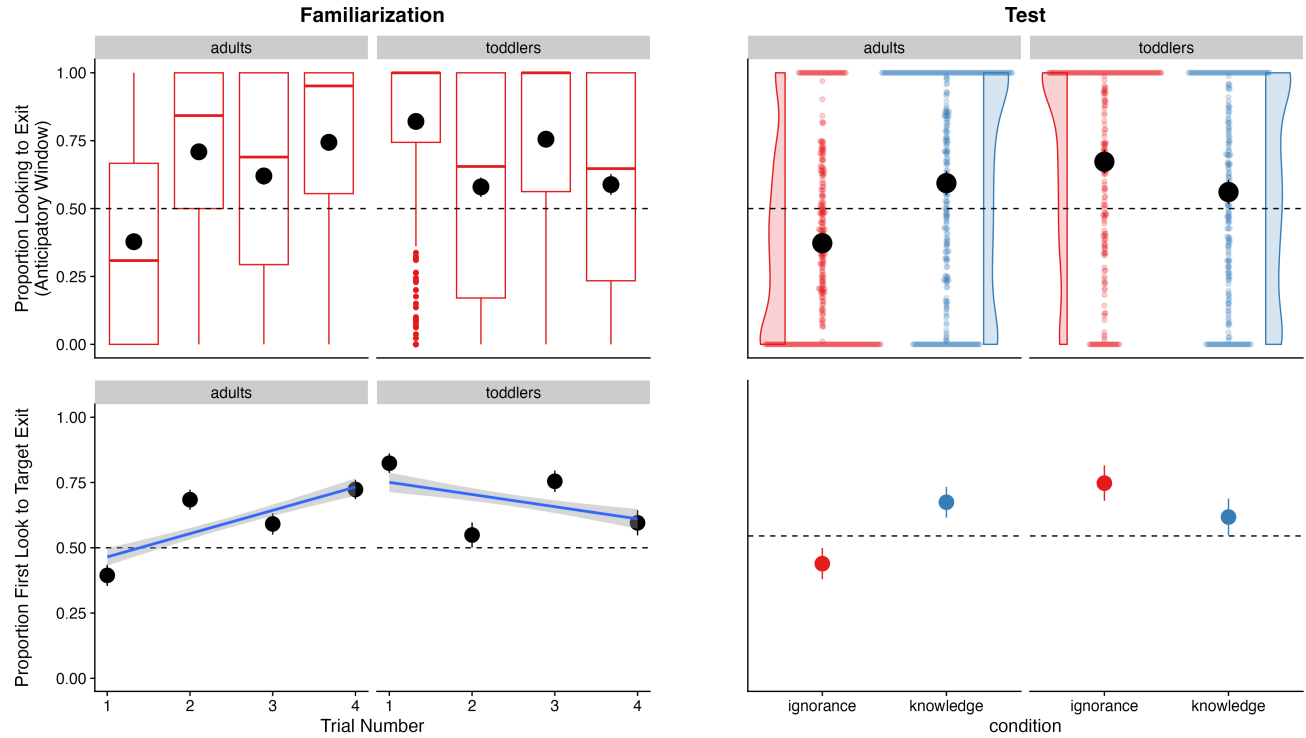 Familiarization
Test
adults
toddlers
adults
toddlers
Proportion Looking to Exit
(Anticipatory Window)
1.00
0.75
0.50
0.25
0.00
adults
toddlers
Proportion First Look to Target Exit
1.00
0.75
0.50
0.25
0.00
1 2 3 4 1 2 3 4
Trial Number
ignorance knowledge ignorance knowledge
condition